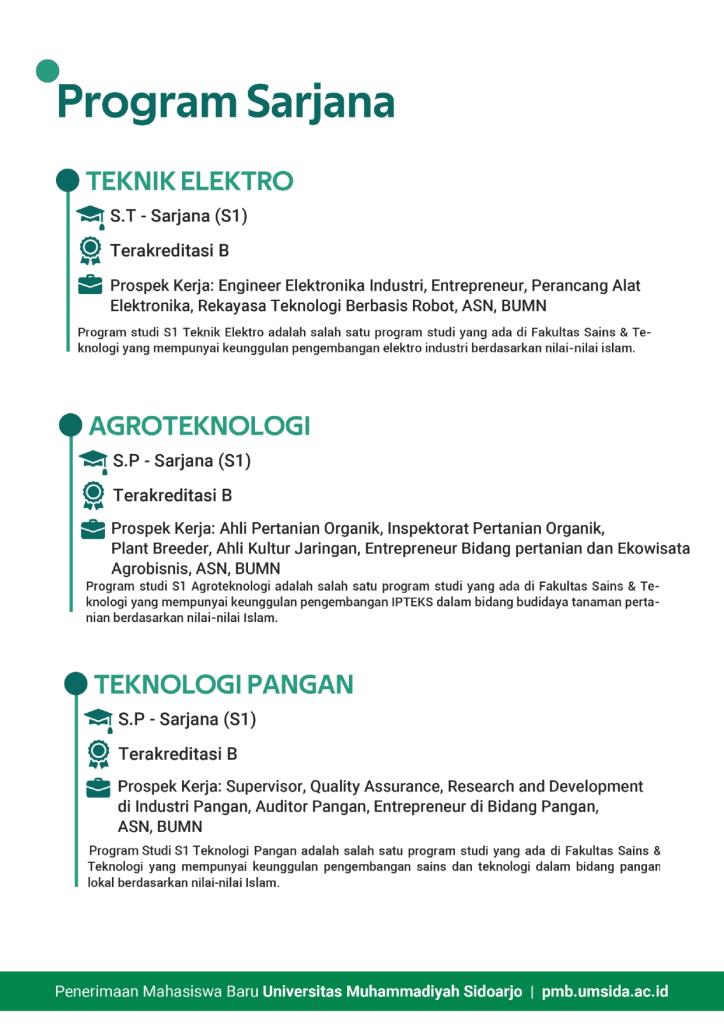 Program Sarjana
TEKNIK ELEKTRO
S.T - Sarjana (S1)
Terakreditasi B
Prospek Kerja: Engineer Elektronika Industri, Entrepreneur, Perancang Alat
Elektronika, Rekayasa Teknologi Berbasis Robot, ASN, BUMN
Program studi S1 Teknik Elektro adalah salah satu program studi yang ada di Fakultas Sains & Te-
knologi yang mempunyai keunggulan pengembangan elektro industri berdasarkan nilai-nilai islam.
AGROTEKNOLOGI
S.P - Sarjana (S1)
Terakreditasi B
Prospek Kerja: Ahli Pertanian Organik, Inspektorat Pertanian Organik,
Plant Breeder, Ahli Kultur Jaringan, Entrepreneur Bidang pertanian dan Ekowisata
Agrobisnis, ASN, BUMN
Program studi S1 Agroteknologi adalah salah satu program studi yang ada di Fakultas Sains & Te-
knologi yang mempunyai keunggulan pengembangan IPTEKS dalam bidang budidaya tanaman perta-
nian berdasarkan nilai-nilai Islam.
TEKNOLOGI PANGAN
S.P - Sarjana (S1)
Terakreditasi B
Prospek Kerja: Supervisor, Quality Assurance, Research and Development
di Industri Pangan, Auditor Pangan, Entrepreneur di Bidang Pangan,
ASN, BUMN
Program Studi S1 Teknologi Pangan adalah salah satu program studi yang ada di Fakultas Sains &
Teknologi yang mempunyai keunggulan pengembangan sains dan teknologi dalam bidang pangan
lokal berdasarkan nilai-nilai Islam.
Penerimaan Mahasiswa Baru Universitas Muhammadiyah Sidoarjo | pmb.umsida.ac.id